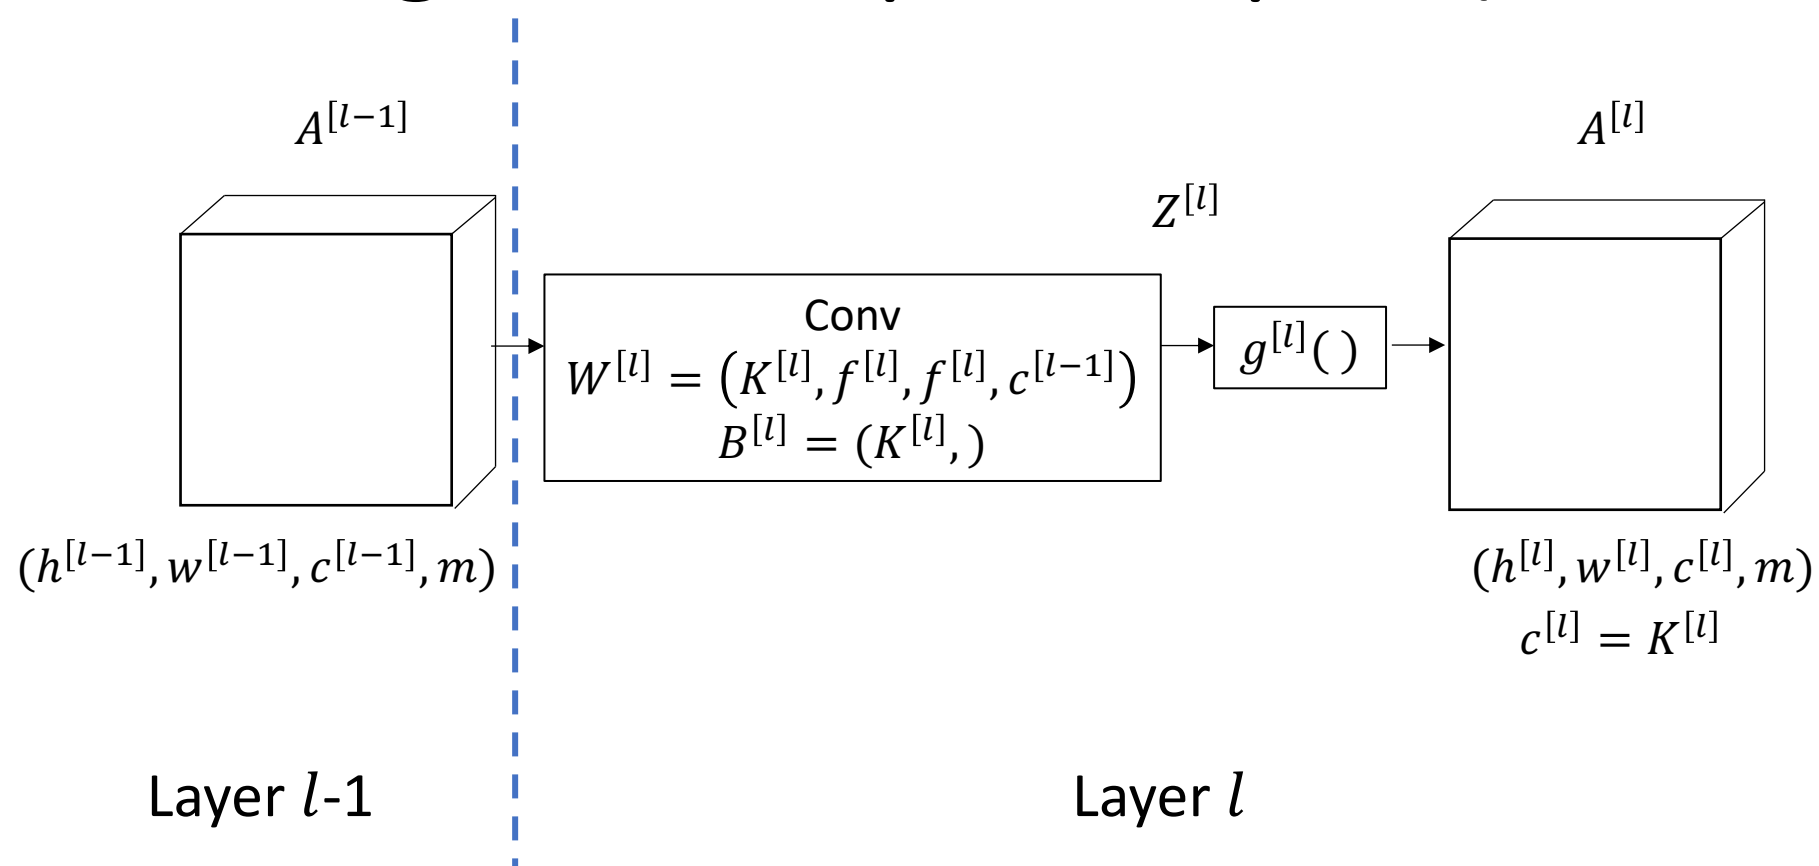 A^[l−1]
A^[l]
Z^[l]
Conv
W^[l] = (K^[l], f^[l], f^[l], c^[l−1])
B^[l] = (K^[l], )
g^[l]( )
(h^[l−1], w^[l−1], c^[l−1], m)
(h^[l], w^[l], c^[l], m)
c^[l] = K^[l]
Layer l-1
Layer l